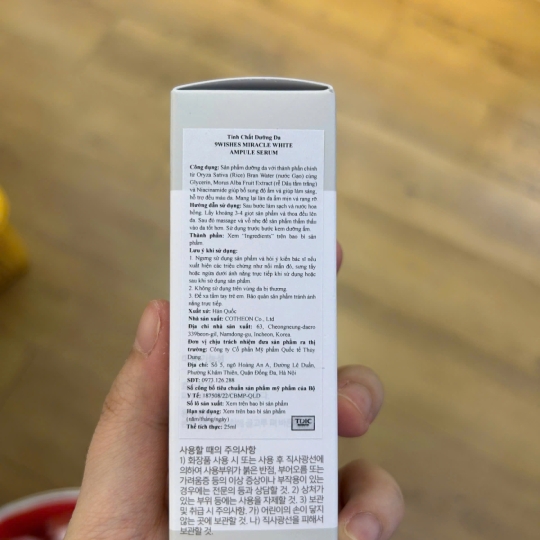 Tinh Chất Dưỡng Da
9WISHES MIRACLE WHITE
AMPULE SERUM
Công dụng: Sản phẩm dưỡng da với thành phần chính
từ Oryza Sativa (Rice) Bran Water (nước Gạo) cùng
Glycerin, Morus Alba Fruit Extract (rễ Dâu tằm trắng)
và Niacinamide giúp bổ sung độ ẩm và giúp làm sáng,
hỗ trợ đều màu da. Mang lại làn da ẩm mịn và rạng rỡ
Hướng dẫn sử dụng: Sau bước làm sạch và nước hoa
hồng. Lấy khoảng 3-4 giọt sản phẩm và thoa đều lên
da. Sau đó massage và vỗ nhẹ để sản phẩm thẩm thấu
vào da tốt hơn. Sử dụng trước bước kem dưỡng ẩm.
Thành phần: Xem "Ingredients" trên bao bì sản
phẩm.
Lưu ý khi sử dụng:
1. Ngưng sử dụng sản phẩm và hỏi ý kiến bác sĩ nếu
xuất hiện các triệu chứng như nổi mẩn đỏ, sưng tấy
hoặc ngứa dưới ánh nắng trực tiếp khi sử dụng hoặc
sau khi sử dụng sản phẩm.
2. Không sử dụng trên vùng da bị thương.
3. Để xa tầm tay trẻ em. Bảo quản sản phẩm tránh ánh
nắng trực tiếp.
Xuất xứ: Hàn Quốc
Nhà sản xuất: COTHEON Co., Ltd
Địa chỉ nhà sản xuất: 63, Cheongneung-daero
339beon-gil, Namdong-gu, Incheon, Korea
Đơn vị chịu trách nhiệm đưa sản phẩm ra thị
trường: Công ty Cổ phần Mỹ phẩm Quốc tế Thùy
Dung.
Địa chỉ: Số 5, ngõ Hoàng An A, Đường Lê Duẩn,
Phường Khâm Thiên, Quận Đống Đa, Hà Nội
SĐT: 0973 126 288
Số công bố tiêu chuẩn sản phẩm mỹ phẩm của Bộ
Y TẾ: 187508/22/CBMP-QLD
Số lô sản xuất: Xem trên bao bì sản phẩm
Hạn sử dụng: Xem trên bao bì sản phẩm
(năm/tháng/ngày)
Thể tích thực: 25ml
사용할 때의 주의사항
1) 화장품 사용 시 또는 사용 후 직사광선에
의하여 사용부위가 붉은 반점, 부어오름 또는
가려움증 등의 이상 증상이나 부작용이 있는
경우에는 전문의 등과 상담할 것. 2) 상처가
있는 부위 등에는 사용을 자제할 것. 3) 보관
및 취급 시 주의사항. 가) 어린이의 손이 닿지
않는 곳에 보관할 것. 나) 직사광선을 피해서
보관할 것.